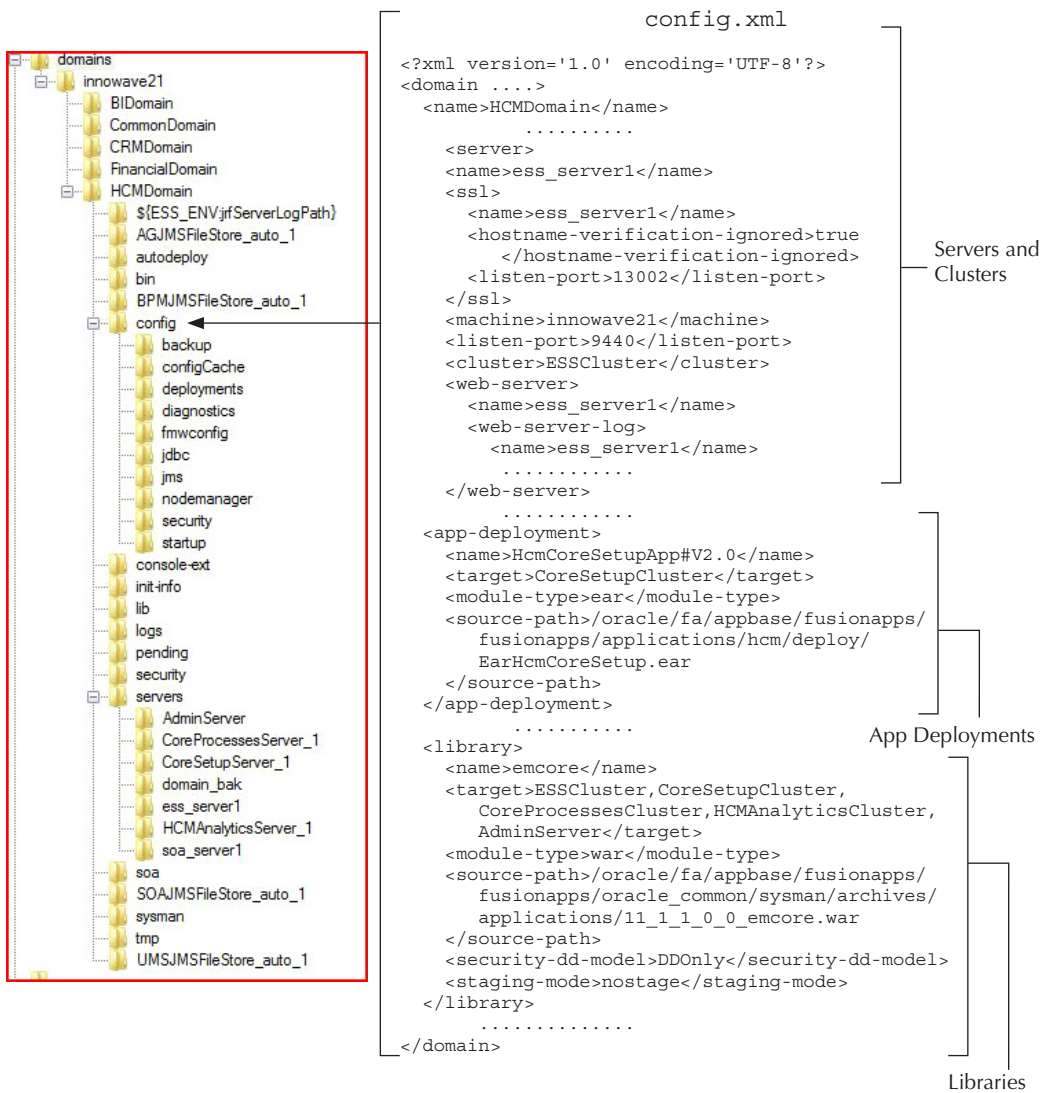 domains
innowave21
BIDomain
CommonDomain
CRMDomain
FinancialDomain
HCMDomain
${ESS_ENV:jrfServerLogPath}
AGJMSFileStore_auto_1
autodeploy
bin
BPMJMSFileStore_auto_1
config
backup
configCache
deployments
diagnostics
fmwconfig
jdbc
jms
nodemanager
security
startup
console-ext
init-info
lib
logs
pending
security
servers
AdminServer
CoreProcessesServer_1
CoreSetupServer_1
domain_bak
ess_server1
HCMAnalyticsServer_1
soa_server1
soa
SOAJMSFileStore_auto_1
sysman
tmp
UMSJMSFileStore_auto_1
config.xml
<?xml version='1.0' encoding='UTF-8'?>
<domain ....>
<name>HCMDomain</name>
..........
<server>
<name>ess_server1</name>
<ssl>
<name>ess_server1</name>
<hostname-verification-ignored>true
</hostname-verification-ignored>
<listen-port>13002</listen-port>
</ssl>
<machine>innowave21</machine>
<listen-port>9440</listen-port>
<cluster>ESSCluster</cluster>
<web-server>
<name>ess_server1</name>
<web-server-log>
<name>ess_server1</name>
............
</web-server>
............
<app-deployment>
<name>HcmCoreSetupApp#V2.0</name>
<target>CoreSetupCluster</target>
<module-type>ear</module-type>
<source-path>/oracle/fa/appbase/fusionapps/
fusionapps/applications/hcm/deploy/
EarHcmCoreSetup.ear
</source-path>
</app-deployment>
...........
<library>
<name>emcore</name>
<target>ESSCluster,CoreSetupCluster,
CoreProcessesCluster,HCMAnalyticsCluster,
AdminServer</target>
<module-type>war</module-type>
<source-path>/oracle/fa/appbase/fusionapps/
fusionapps/oracle_common/sysman/archives/
applications/11_1_1_0_0_emcore.war
</source-path>
<security-dd-model>DDOnly</security-dd-model>
<staging-mode>nostage</staging-mode>
</library>
..............
</domain>
Servers and
Clusters
App Deployments
Libraries